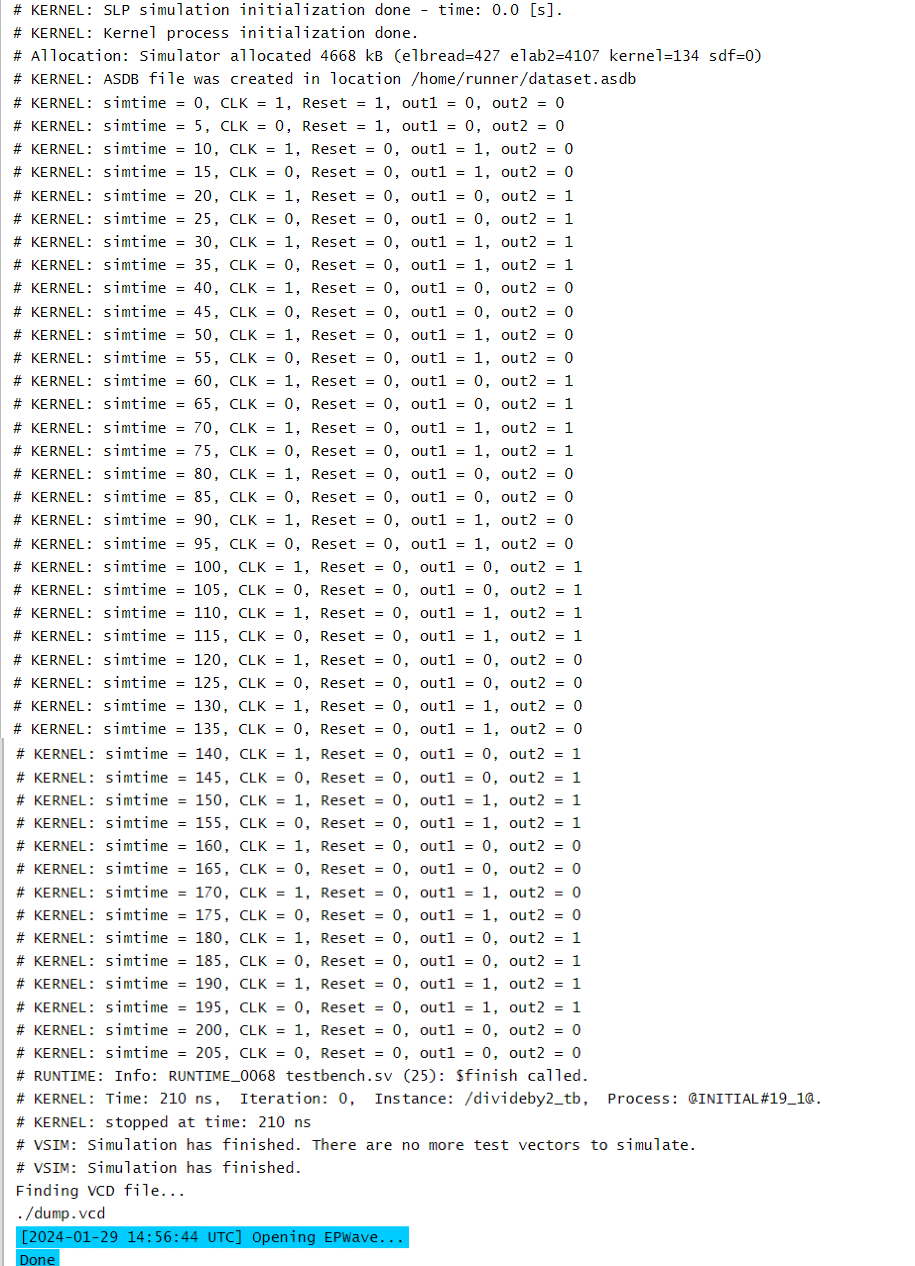 # KERNEL: SLP simulation initialization done - time: 0.0 [s].
# KERNEL: Kernel process initialization done.
# Allocation: Simulator allocated 4668 kB (elbread=427 elab2=4107 kernel=134 sdf=0)
# KERNEL: ASDB file was created in location /home/runner/dataset.asdb
# KERNEL: simtime = 0, CLK = 1, Reset = 1, out1 = 0, out2 = 0
# KERNEL: simtime = 5, CLK = 0, Reset = 1, out1 = 0, out2 = 0
# KERNEL: simtime = 10, CLK = 1, Reset = 0, out1 = 1, out2 = 0
# KERNEL: simtime = 15, CLK = 0, Reset = 0, out1 = 1, out2 = 0
# KERNEL: simtime = 20, CLK = 1, Reset = 0, out1 = 0, out2 = 1
# KERNEL: simtime = 25, CLK = 0, Reset = 0, out1 = 0, out2 = 1
# KERNEL: simtime = 30, CLK = 1, Reset = 0, out1 = 1, out2 = 1
# KERNEL: simtime = 35, CLK = 0, Reset = 0, out1 = 1, out2 = 1
# KERNEL: simtime = 40, CLK = 1, Reset = 0, out1 = 0, out2 = 0
# KERNEL: simtime = 45, CLK = 0, Reset = 0, out1 = 0, out2 = 0
# KERNEL: simtime = 50, CLK = 1, Reset = 0, out1 = 1, out2 = 0
# KERNEL: simtime = 55, CLK = 0, Reset = 0, out1 = 1, out2 = 0
# KERNEL: simtime = 60, CLK = 1, Reset = 0, out1 = 0, out2 = 1
# KERNEL: simtime = 65, CLK = 0, Reset = 0, out1 = 0, out2 = 1
# KERNEL: simtime = 70, CLK = 1, Reset = 0, out1 = 1, out2 = 1
# KERNEL: simtime = 75, CLK = 0, Reset = 0, out1 = 1, out2 = 1
# KERNEL: simtime = 80, CLK = 1, Reset = 0, out1 = 0, out2 = 0
# KERNEL: simtime = 85, CLK = 0, Reset = 0, out1 = 0, out2 = 0
# KERNEL: simtime = 90, CLK = 1, Reset = 0, out1 = 1, out2 = 0
# KERNEL: simtime = 95, CLK = 0, Reset = 0, out1 = 1, out2 = 0
# KERNEL: simtime = 100, CLK = 1, Reset = 0, out1 = 0, out2 = 1
# KERNEL: simtime = 105, CLK = 0, Reset = 0, out1 = 0, out2 = 1
# KERNEL: simtime = 110, CLK = 1, Reset = 0, out1 = 1, out2 = 1
# KERNEL: simtime = 115, CLK = 0, Reset = 0, out1 = 1, out2 = 1
# KERNEL: simtime = 120, CLK = 1, Reset = 0, out1 = 0, out2 = 0
# KERNEL: simtime = 125, CLK = 0, Reset = 0, out1 = 0, out2 = 0
# KERNEL: simtime = 130, CLK = 1, Reset = 0, out1 = 1, out2 = 0
# KERNEL: simtime = 135, CLK = 0, Reset = 0, out1 = 1, out2 = 0
# KERNEL: simtime = 140, CLK = 1, Reset = 0, out1 = 0, out2 = 1
# KERNEL: simtime = 145, CLK = 0, Reset = 0, out1 = 0, out2 = 1
# KERNEL: simtime = 150, CLK = 1, Reset = 0, out1 = 1, out2 = 1
# KERNEL: simtime = 155, CLK = 0, Reset = 0, out1 = 1, out2 = 1
# KERNEL: simtime = 160, CLK = 1, Reset = 0, out1 = 0, out2 = 0
# KERNEL: simtime = 165, CLK = 0, Reset = 0, out1 = 0, out2 = 0
# KERNEL: simtime = 170, CLK = 1, Reset = 0, out1 = 1, out2 = 0
# KERNEL: simtime = 175, CLK = 0, Reset = 0, out1 = 1, out2 = 0
# KERNEL: simtime = 180, CLK = 1, Reset = 0, out1 = 0, out2 = 1
# KERNEL: simtime = 185, CLK = 0, Reset = 0, out1 = 0, out2 = 1
# KERNEL: simtime = 190, CLK = 1, Reset = 0, out1 = 1, out2 = 1
# KERNEL: simtime = 195, CLK = 0, Reset = 0, out1 = 1, out2 = 1
# KERNEL: simtime = 200, CLK = 1, Reset = 0, out1 = 0, out2 = 0
# KERNEL: simtime = 205, CLK = 0, Reset = 0, out1 = 0, out2 = 0
# RUNTIME: Info: RUNTIME_0068 testbench.sv (25): $finish called.
# KERNEL: Time: 210 ns,  Iteration: 0,  Instance: /divideby2_tb,  Process: @INITIAL#19_1@.
# KERNEL: stopped at time: 210 ns
# VSIM: Simulation has finished. There are no more test vectors to simulate.
# VSIM: Simulation has finished.
Finding VCD file...
./dump.vcd
[2024-01-29 14:56:44 UTC] Opening EPWave...
Done